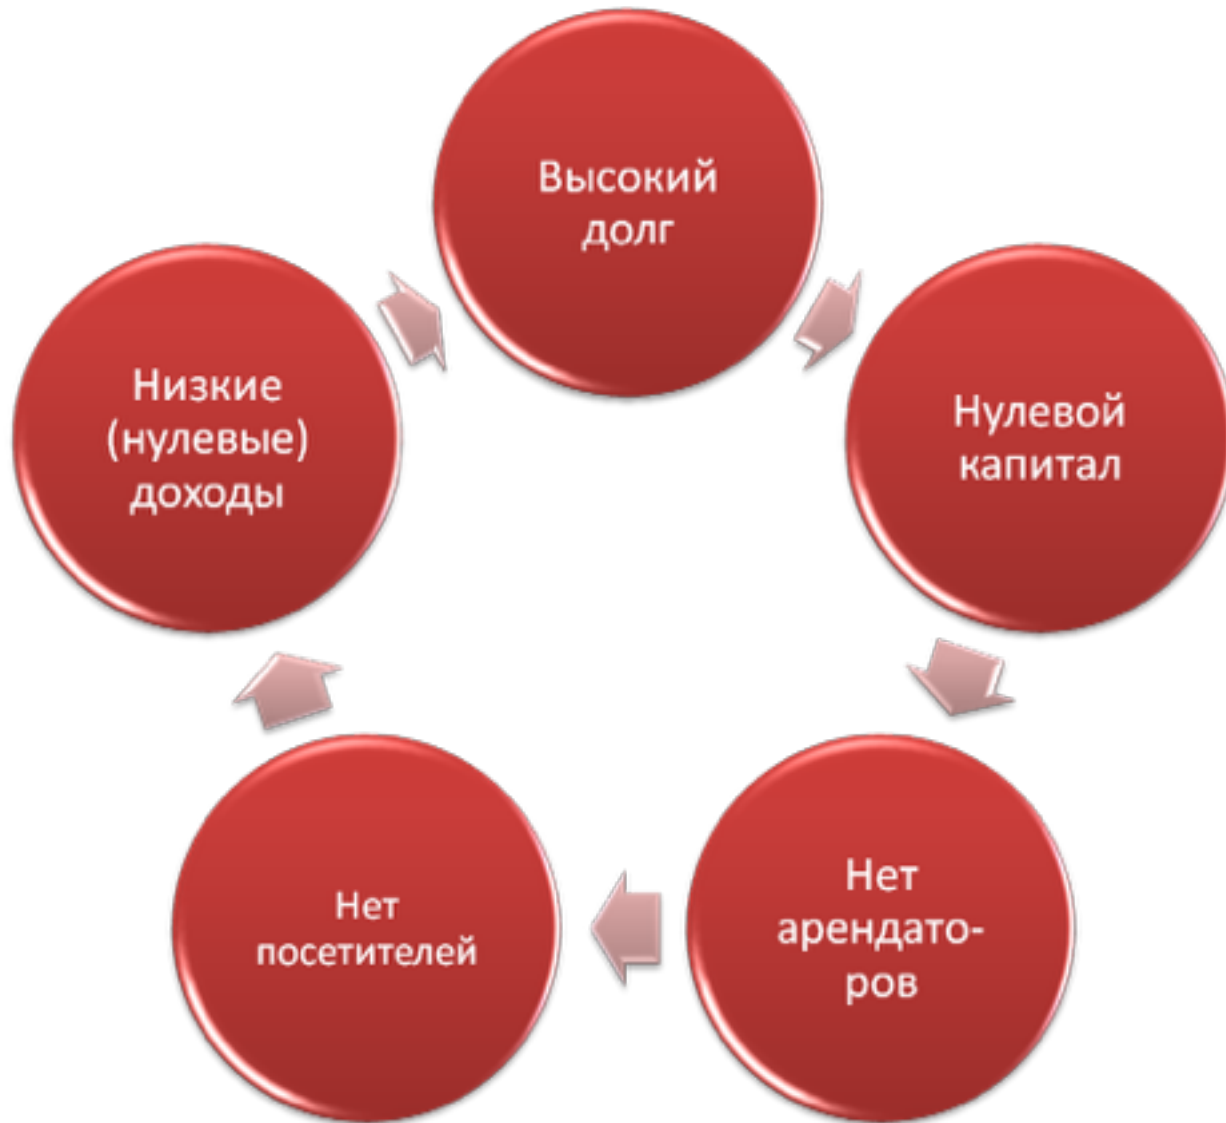 Высокий
долг
Нулевой
капитал
Нет
арендато-
ров
Нет
посетителей
Низкие
(нулевые)
доходы